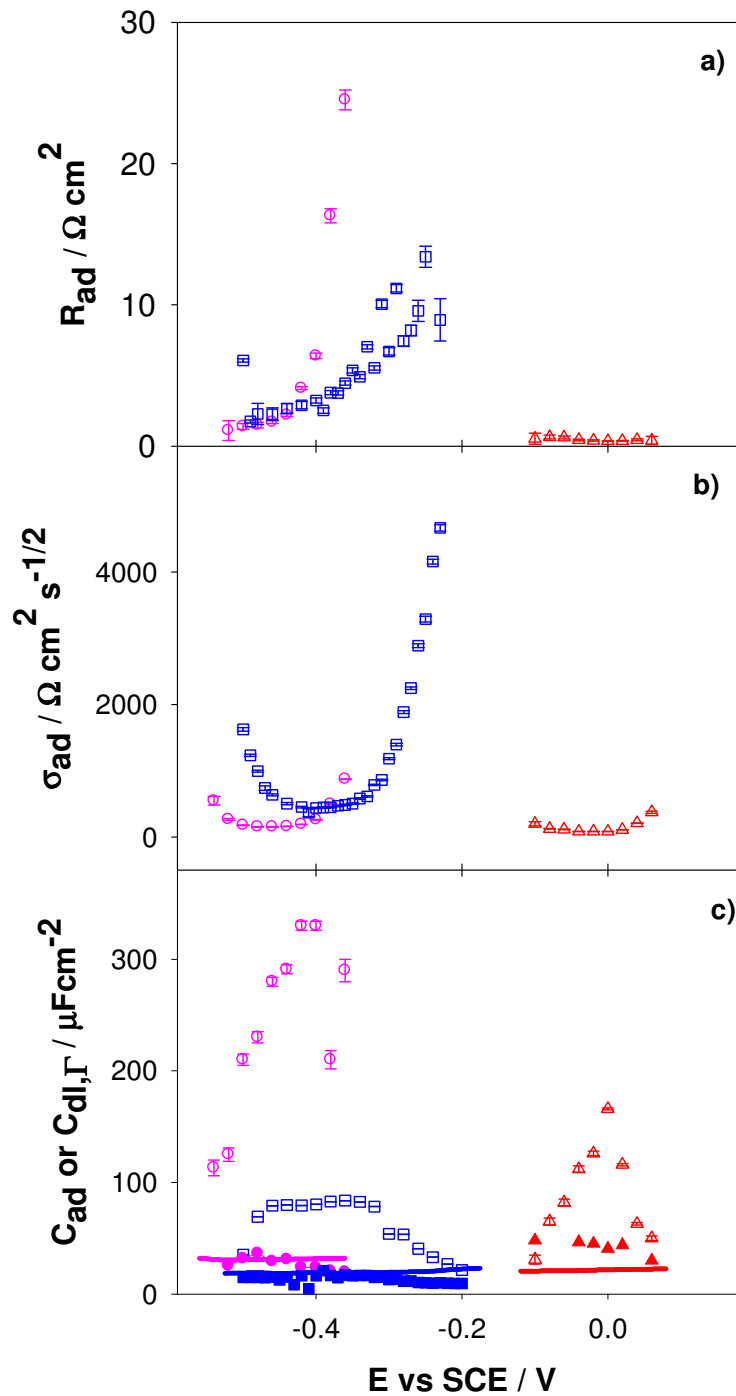 30
a)
20
10
0
R_ad / Ω cm^2
b)
4000
2000
0
σ_ad / Ω cm^2 s^-1/2
c)
300
200
100
0
C_ad or C_dl,Γ / μFcm^-2
-0.4
-0.2
0.0
E vs SCE / V